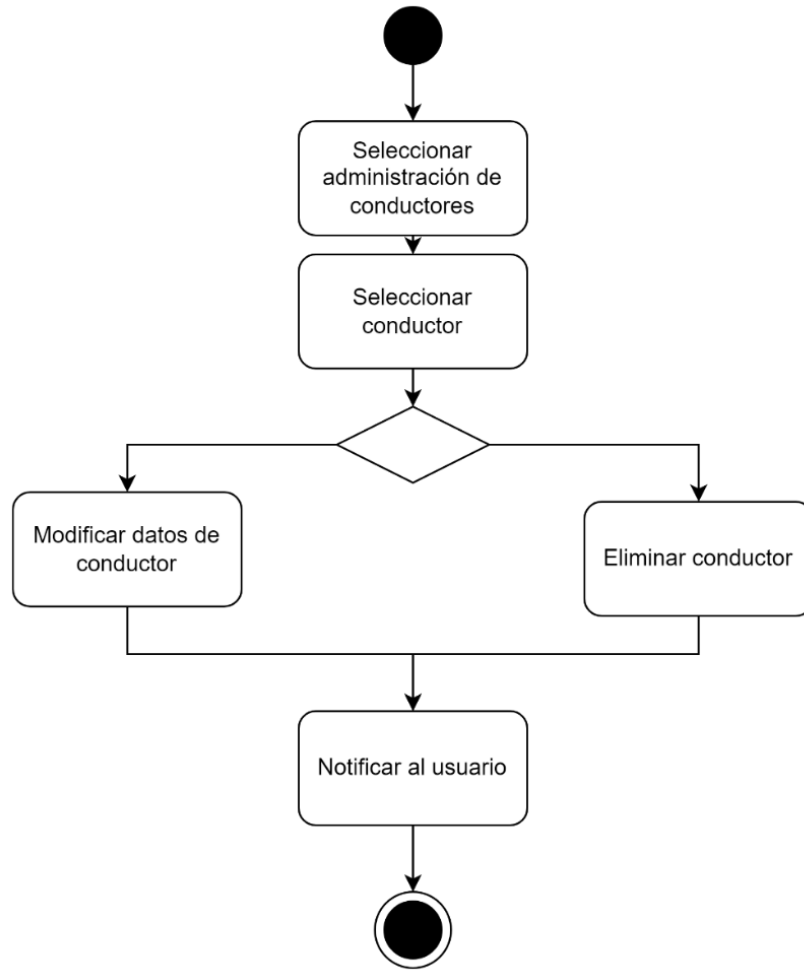 Seleccionar
administración de
conductores
Seleccionar
conductor
Modificar datos de
conductor
Eliminar conductor
Notificar al usuario